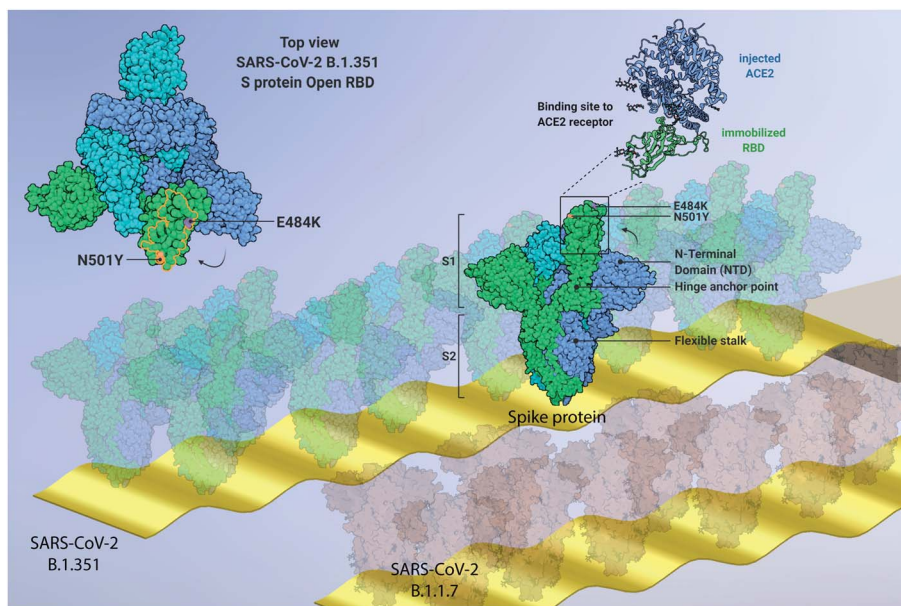 Top view
SARS-CoV-2 B.1.351
S protein Open RBD
injected
ACE2
Binding site to
ACE2 receptor
immobilized
RBD
E484K
N501Y
E484K
N501Y
S1
N-Terminal
Domain (NTD)
Hinge anchor point
S2
Flexible stalk
Spike protein
SARS-CoV-2
B.1.351
SARS-CoV-2
B.1.1.7